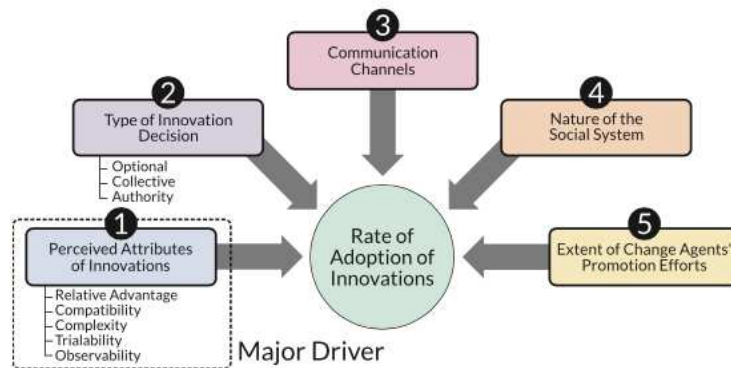 3
Communication
Channels
2
Type of Innovation
Decision
Optional
Collective
Authority
4
Nature of the
Social System
1
Perceived Attributes
of Innovations
Relative Advantage
Compatibility
Complexity
Trialability
Observability
Major Driver
Rate of
Adoption of
Innovations
5
Extent of Change Agents'
Promotion Efforts